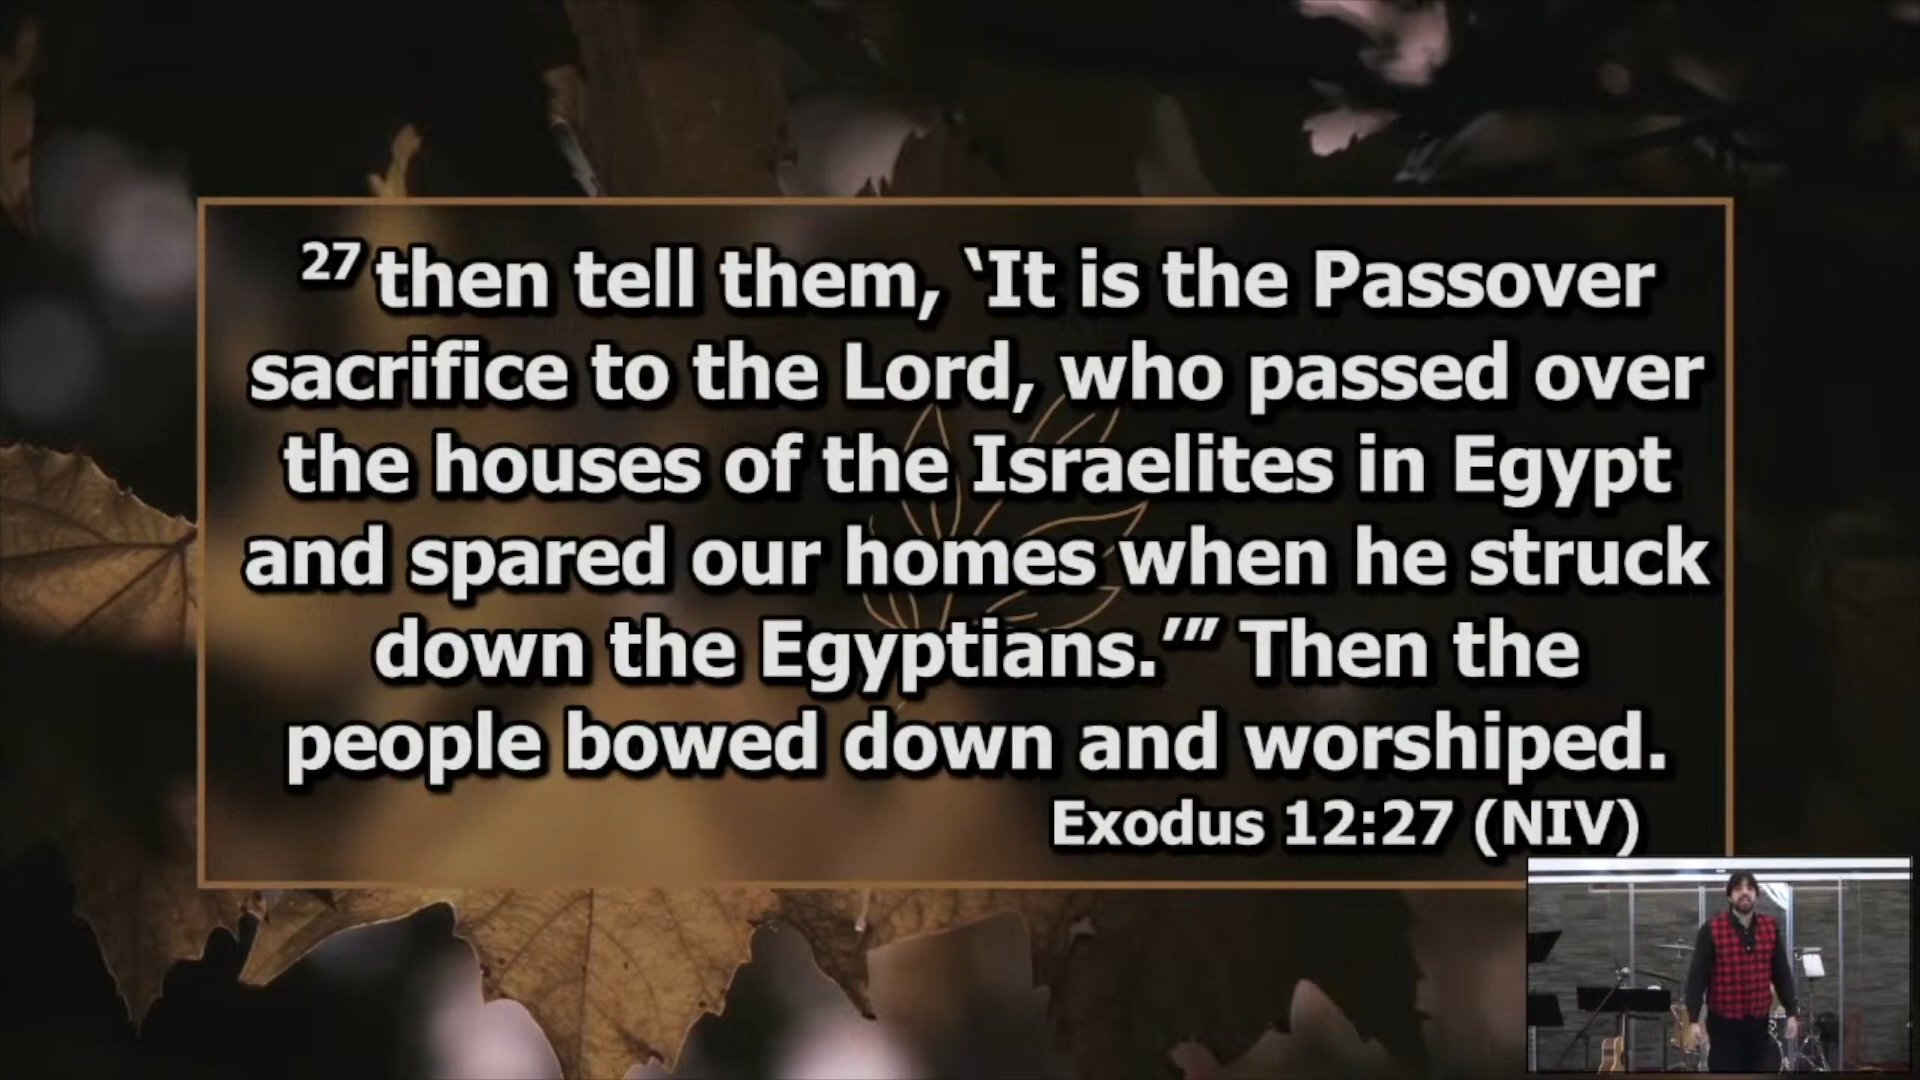 27 then tell them, ‘It is the Passover
sacrifice to the Lord, who passed over
the houses of the Israelites in Egypt
and spared our homes when he struck
down the Egyptians.’” Then the
people bowed down and worshiped.
Exodus 12:27 (NIV)